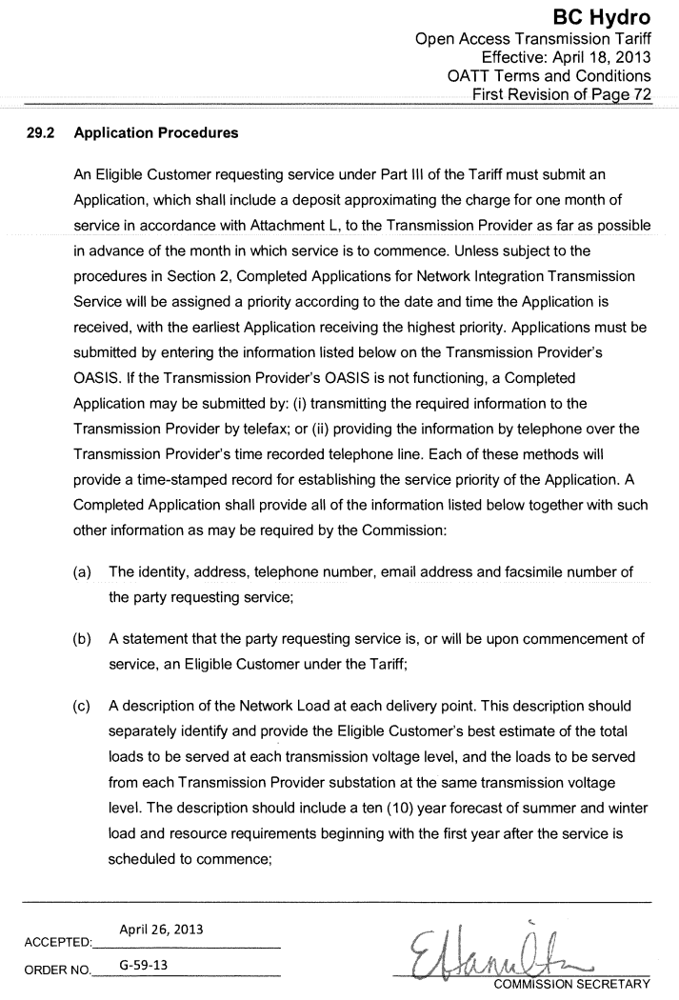 BC Hydro
Open Access Transmission Tariff
Effective: April 18, 2013
OATT Terms and Conditions
First Revision of Page 72
29.2 Application Procedures
An Eligible Customer requesting service under Part III of the Tariff must submit an
Application, which shall include a deposit approximating the charge for one month of
service in accordance with Attachment L, to the Transmission Provider as far as possible
in advance of the month in which service is to commence. Unless subject to the
procedures in Section 2, Completed Applications for Network Integration Transmission
Service will be assigned a priority according to the date and time the Application is
received, with the earliest Application receiving the highest priority. Applications must be
submitted by entering the information listed below on the Transmission Provider's
OASIS. If the Transmission Provider's OASIS is not functioning, a Completed
Application may be submitted by: (i) transmitting the required information to the
Transmission Provider by telefax; or (ii) providing the information by telephone over the
Transmission Provider's time recorded telephone line. Each of these methods will
provide a time-stamped record for establishing the service priority of the Application. A
Completed Application shall provide all of the information listed below together with such
other information as may be required by the Commission:
(a) The identity, address, telephone number, email address and facsimile number of
the party requesting service;
(b) A statement that the party requesting service is, or will be upon commencement of
service, an Eligible Customer under the Tariff;
(c) A description of the Network Load at each delivery point. This description should
separately identify and provide the Eligible Customer's best estimate of the total
loads to be served at each transmission voltage level, and the loads to be served
from each Transmission Provider substation at the same transmission voltage
level. The description should include a ten (10) year forecast of summer and winter
load and resource requirements beginning with the first year after the service is
scheduled to commence;
ACCEPTED: April 26, 2013
ORDER NO. G-59-13
EHamilton
COMMISSION SECRETARY